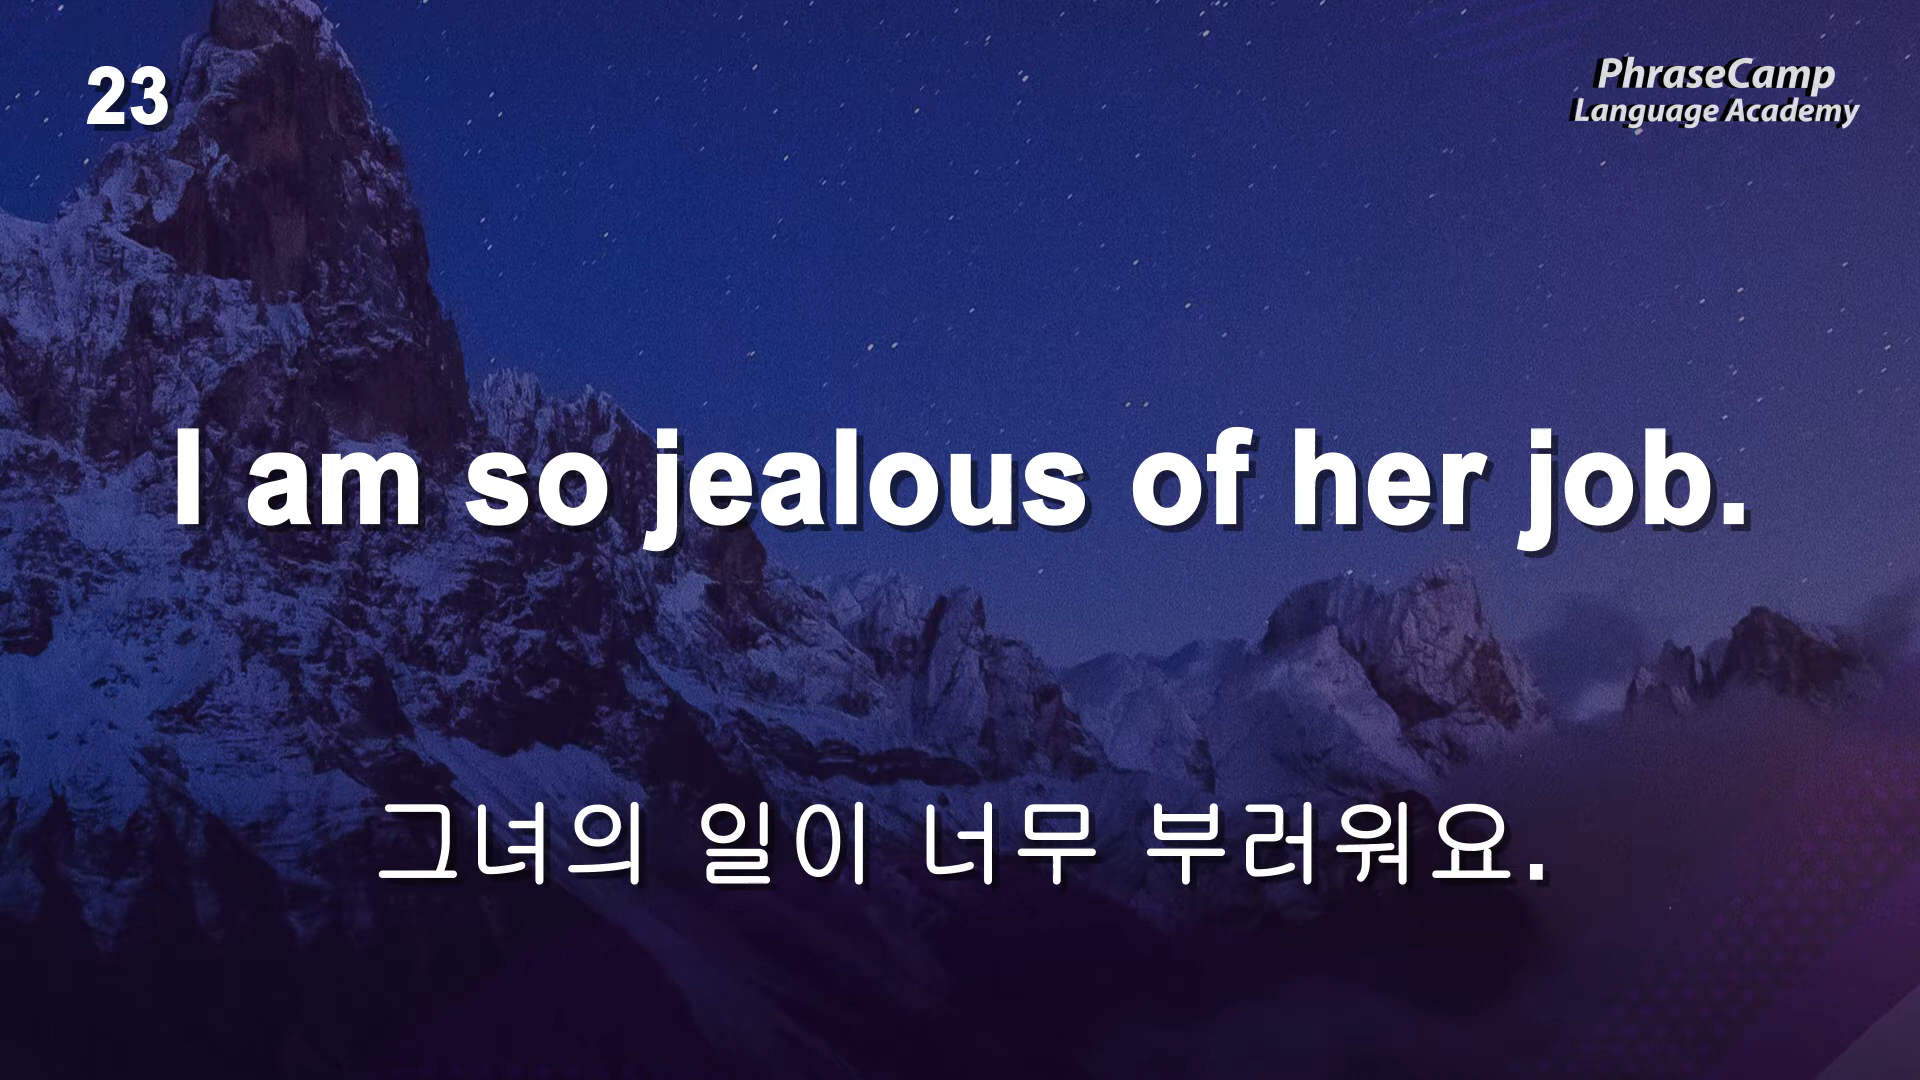 23
PhraseCamp
Language Academy
I am so jealous of her job.
그녀의 일이 너무 부러워요.